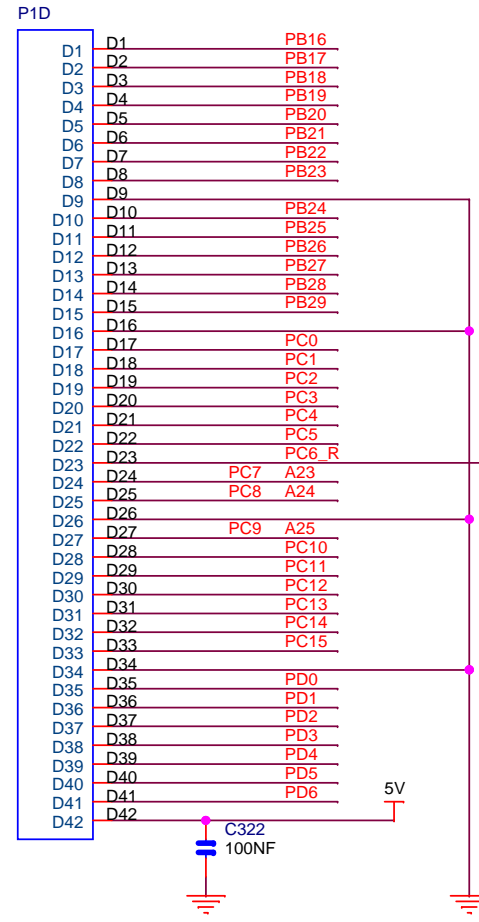 P1D
D1 D1 PB16
D2 D2 PB17
D3 D3 PB18
D4 D4 PB19
D5 D5 PB20
D6 D6 PB21
D7 D7 PB22
D8 D8 PB23
D9 D9
D10 D10 PB24
D11 D11 PB25
D12 D12 PB26
D13 D13 PB27
D14 D14 PB28
D15 D15 PB29
D16 D16
D17 D17 PC0
D18 D18 PC1
D19 D19 PC2
D20 D20 PC3
D21 D21 PC4
D22 D22 PC5
D23 D23 PC6_R
D24 D24 PC7 A23
D25 D25 PC8 A24
D26 D26
D27 D27 PC9 A25
D28 D28 PC10
D29 D29 PC11
D30 D30 PC12
D31 D31 PC13
D32 D32 PC14
D33 D33 PC15
D34 D34
D35 D35 PD0
D36 D36 PD1
D37 D37 PD2
D38 D38 PD3
D39 D39 PD4
D40 D40 PD5
D41 D41 PD6
5V
D42 D42
C322
100NF